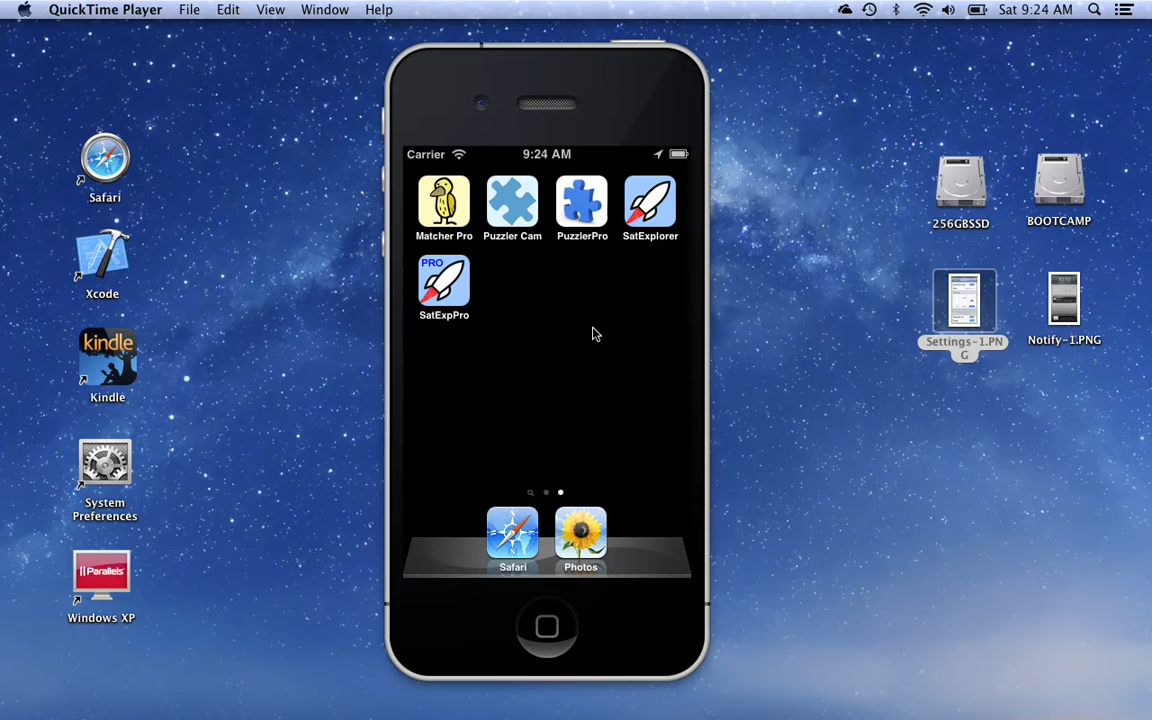 QuickTime Player File Edit View Window Help Sat 9:24 AM
Carrier 9:24 AM
Matcher Pro Puzzler Cam PuzzlerPro SatExplorer
PRO
SatExpPro
Safari Photos
Safari
Xcode
kindle
Kindle
System
Preferences
Parallels
Windows XP
256GBSSD BOOTCAMP
Settings-1.PN
G
Notify-1.PNG